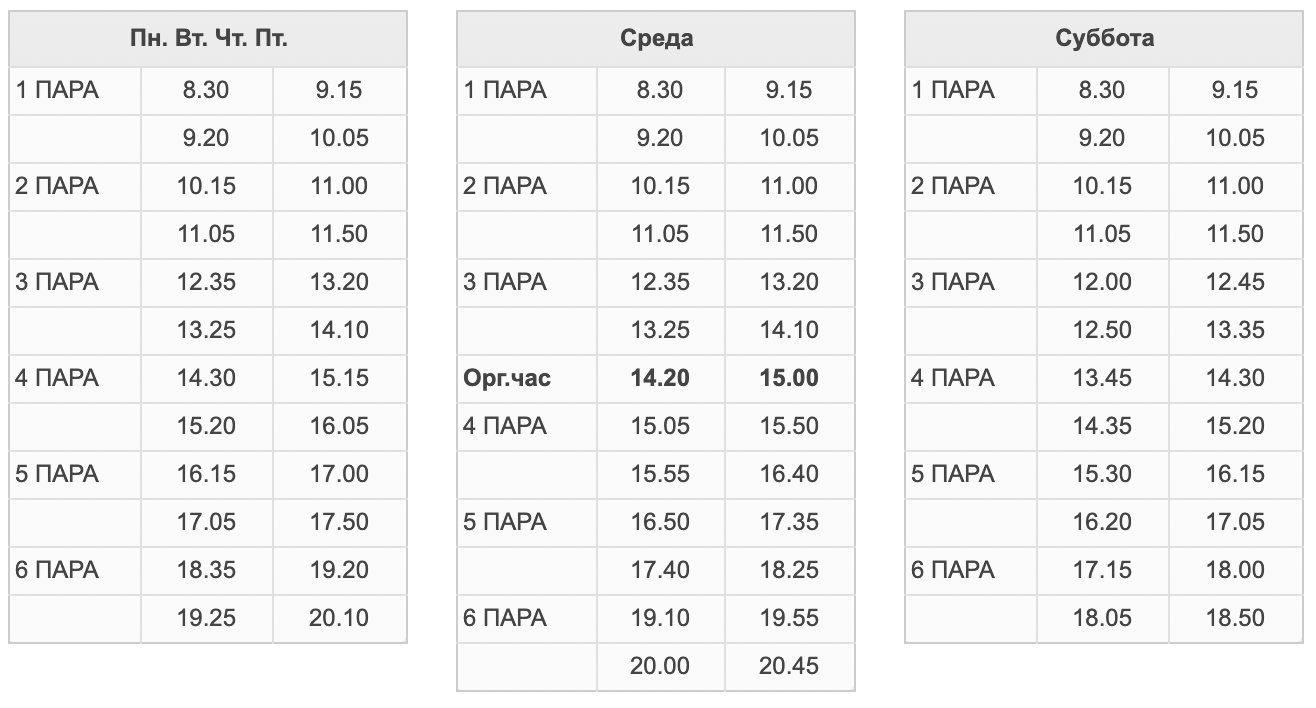 Пн. Вт. Чт. Пт.
1 ПАРА 8.30 9.15
9.20 10.05
2 ПАРА 10.15 11.00
11.05 11.50
3 ПАРА 12.35 13.20
13.25 14.10
4 ПАРА 14.30 15.15
15.20 16.05
5 ПАРА 16.15 17.00
17.05 17.50
6 ПАРА 18.35 19.20
19.25 20.10
Среда
1 ПАРА 8.30 9.15
9.20 10.05
2 ПАРА 10.15 11.00
11.05 11.50
3 ПАРА 12.35 13.20
13.25 14.10
Орг.час 14.20 15.00
4 ПАРА 15.05 15.50
15.55 16.40
5 ПАРА 16.50 17.35
17.40 18.25
6 ПАРА 19.10 19.55
20.00 20.45
Суббота
1 ПАРА 8.30 9.15
9.20 10.05
2 ПАРА 10.15 11.00
11.05 11.50
3 ПАРА 12.00 12.45
12.50 13.35
4 ПАРА 13.45 14.30
14.35 15.20
5 ПАРА 15.30 16.15
16.20 17.05
6 ПАРА 17.15 18.00
18.05 18.50